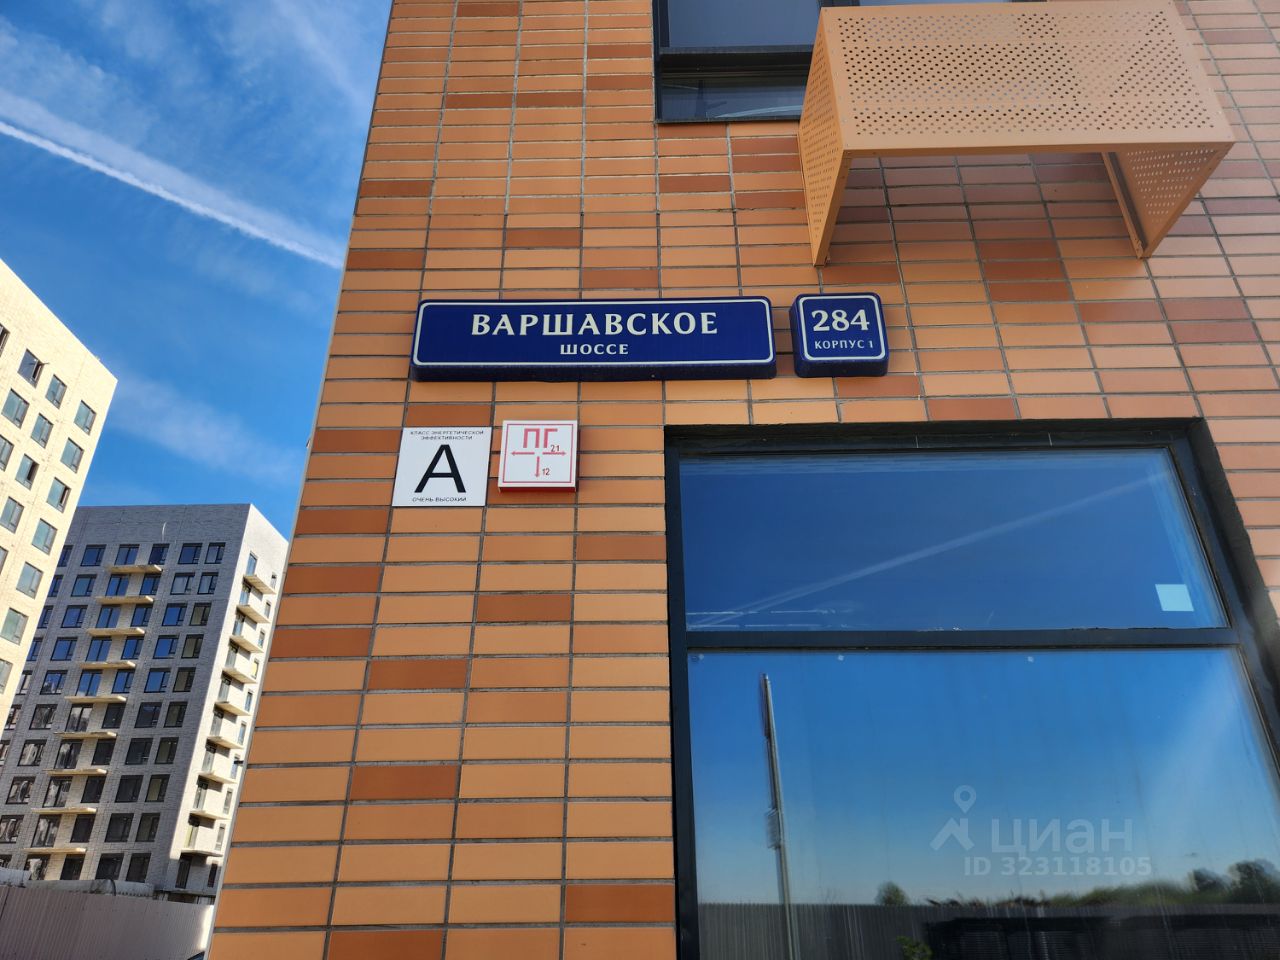 ВАРШАВСКОЕ
ШОССЕ
284
КОРПУС 1
КЛАСС ЭНЕРГЕТИЧЕСКОЙ
ЭФФЕКТИВНОСТИ
A
ОЧЕНЬ ВЫСОКИЙ
ПГ
21
12
циан
ID 323118105